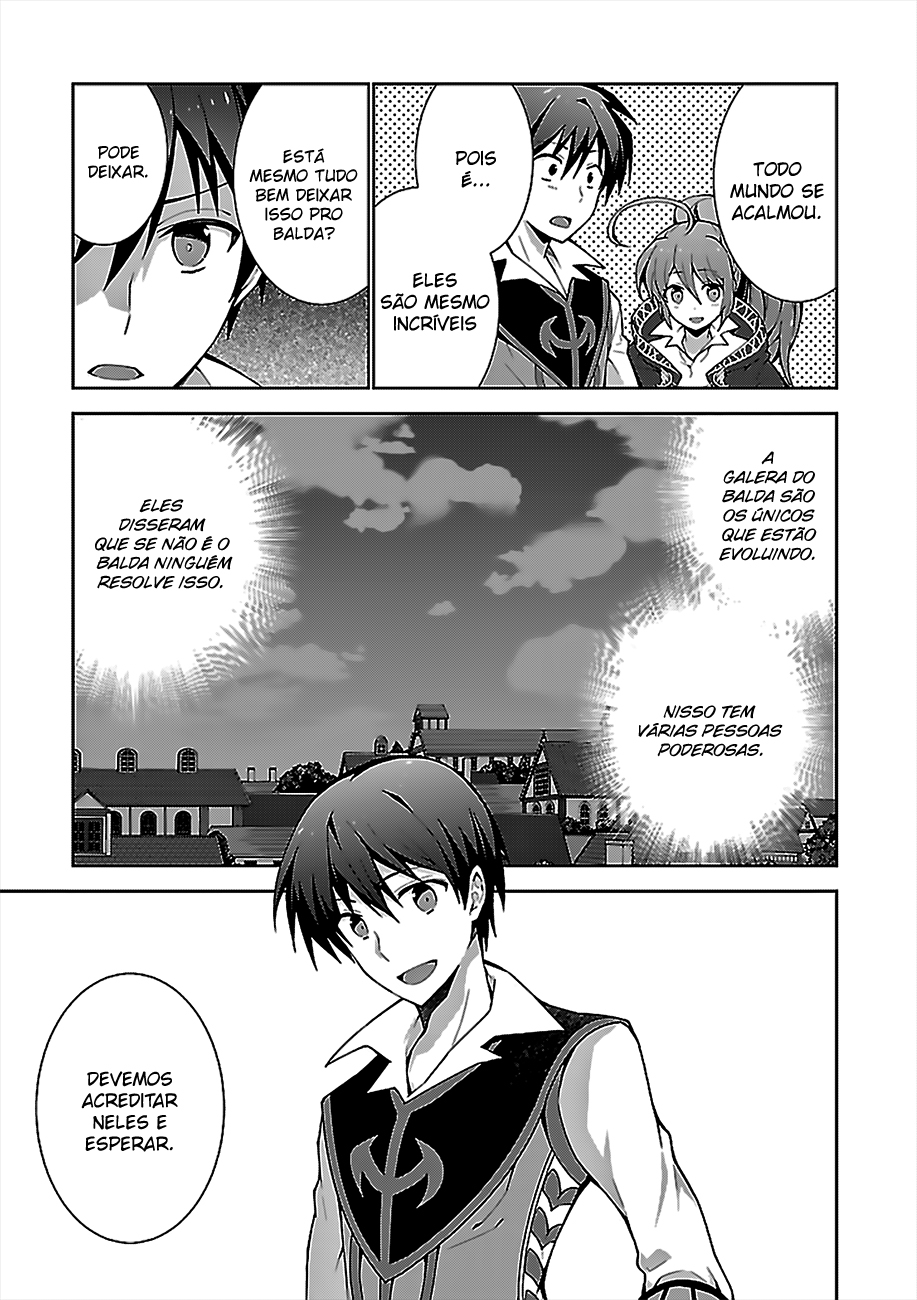 TODO
MUNDO SE
ACALMOU.
POIS
É...
ELES
SÃO MESMO
INCRÍVEIS
ESTÁ
MESMO TUDO
BEM DEIXAR
ISSO PRO
BALDA?
PODE
DEIXAR.
A
GALERA DO
BALDA SÃO
OS ÚNICOS
QUE ESTÃO
EVOLUINDO.
NISSO TEM
VÁRIAS PESSOAS
PODEROSAS.
ELES
DISSERAM
QUE SE NÃO É O
BALDA NINGUÉM
RESOLVE ISSO.
DEVEMOS
ACREDITAR
NELES E
ESPERAR.